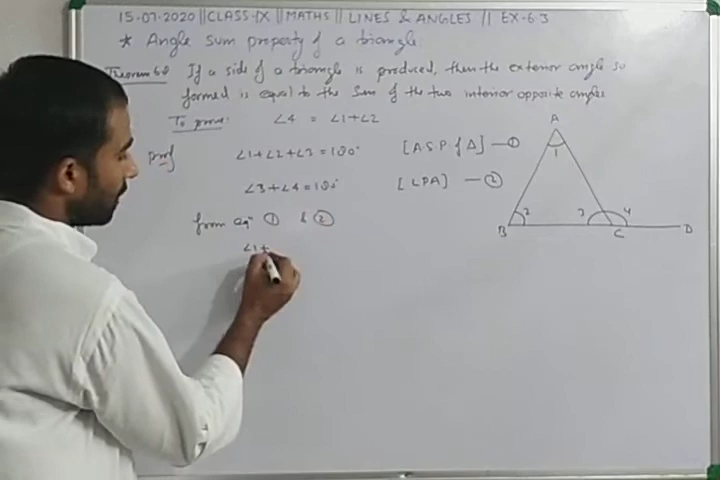 15.07.2020 || CLASS-IX || MATHS || LINES & ANGLES // EX-6.3
* Angle sum property of a triangle
Theorem 6.8 If a side of a triangle is produced, then the exterior angle so
formed is equal to the sum of the two interior opposite angles
To prove: ∠4 = ∠1+∠2
Proof ∠1+∠2+∠3 = 180° [A.S.P of Δ] — ①
∠3+∠4 = 180° [LPA] — ②
from eqn ① & ②
∠1+
A
1
B 2 3 4 C D